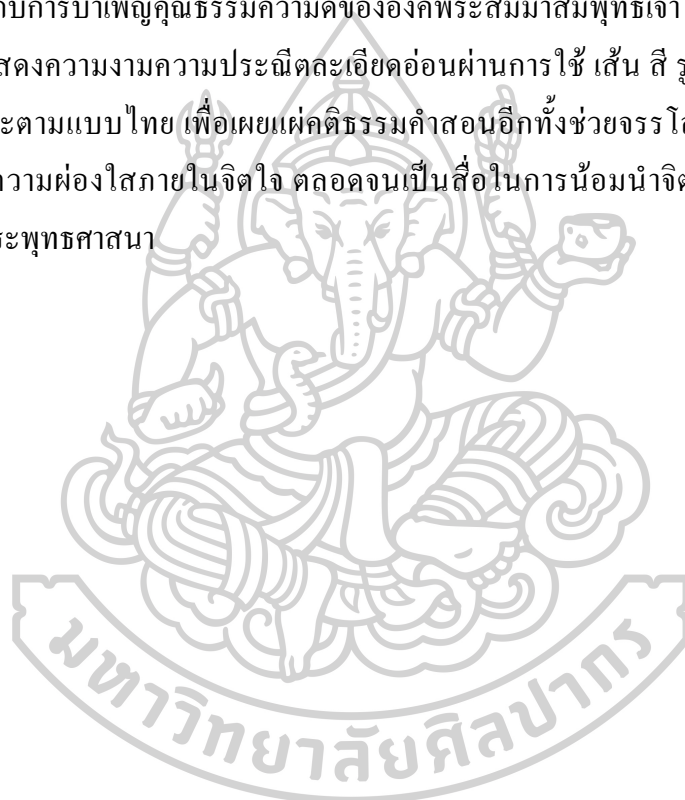 การบำเพ็ญคุณธรรมความดีขององค์พระสัมมาสัมพุทธเจ้า
สดงความงามความประณีตละเอียดอ่อนผ่านการใช้ เส้น สี รู
ะตามแบบไทย เพื่อเผยแผ่คติธรรมคำสอนอีกทั้งช่วยจรรโล
ความผ่องใสภายในจิตใจ ตลอดจนเป็นสื่อในการน้อมนำจิต
ระพุทธศาสนา
มหาวิทยาลัยศิลปากร